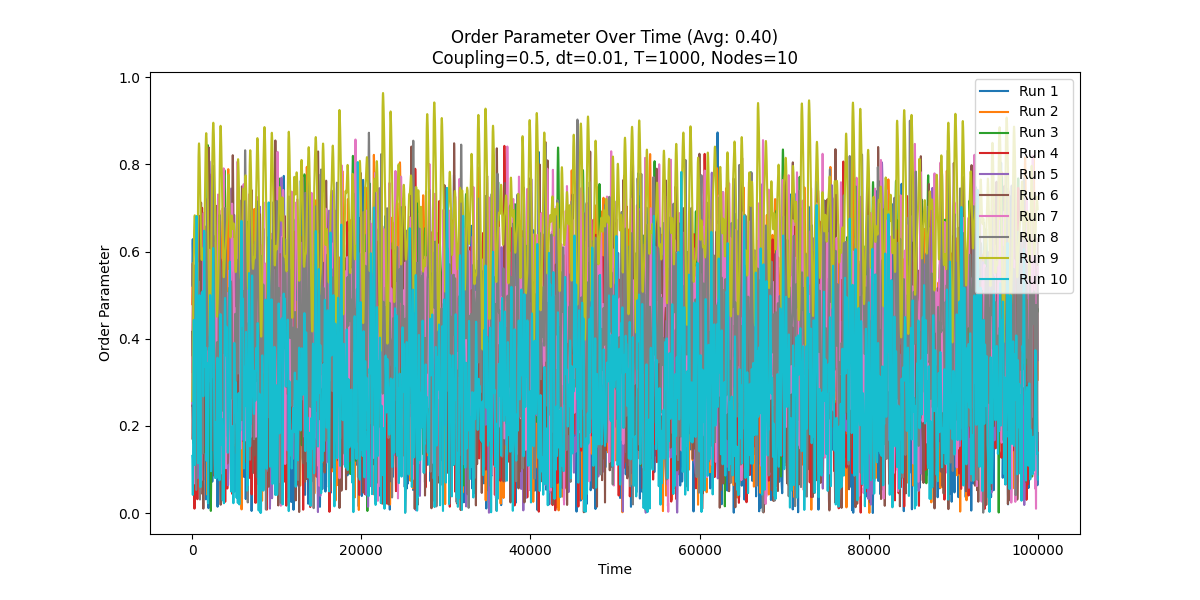 Order Parameter Over Time (Avg: 0.40)
Coupling=0.5, dt=0.01, T=1000, Nodes=10
1.0
0.8
0.6
0.4
0.2
0.0
Order Parameter
Run 1
Run 2
Run 3
Run 4
Run 5
Run 6
Run 7
Run 8
Run 9
Run 10
0
20000
40000
60000
80000
100000
Time